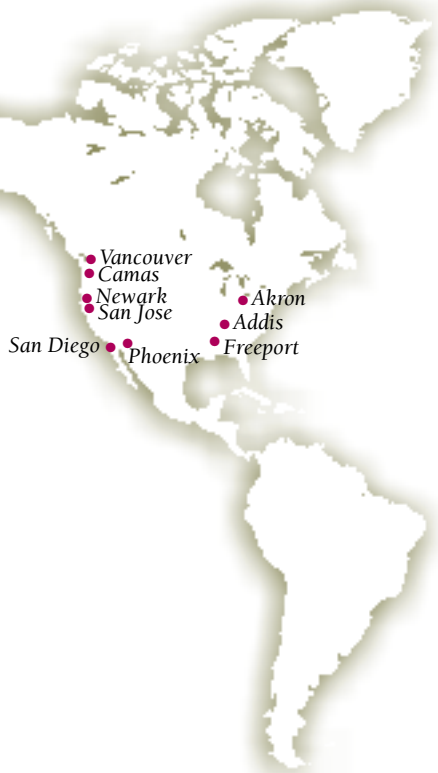 Vancouver
Camas
Newark
San Jose
San Diego
Phoenix
Akron
Addis
Freeport